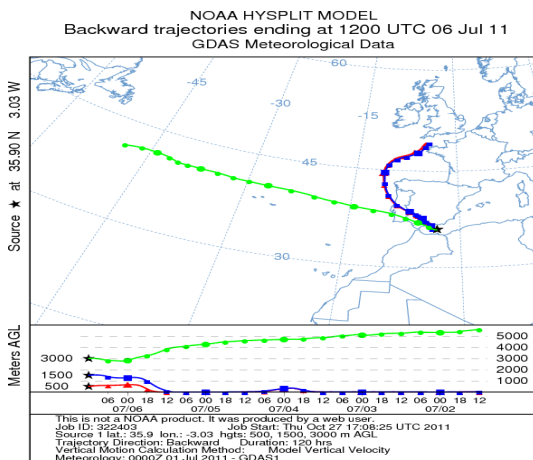 NOAA HYSPLIT MODEL
Backward trajectories ending at 1200 UTC 06 Jul 11
GDAS Meteorological Data
Source ★ at 35.90 N 3.03 W
60
-45
-30
-15
45
30
Meters AGL
5000
4000
3000
2000
1000
3000
1500
500
06 00 18 12 06 00 18 12 06 00 18 12 06 00 18 12 06 00 18 12
07/06 07/05 07/04 07/03 07/02
This is not a NOAA product. It was produced by a web user.
Job ID: 322403 Job Start: Thu Oct 27 17:08:25 UTC 2011
Source 1 lat.: 35.9 lon.: -3.03 hgts: 500, 1500, 3000 m AGL
Trajectory Direction: Backward Duration: 120 hrs
Vertical Motion Calculation Method: Model Vertical Velocity
Meteorology: 0000Z 01 Jul 2011 - GDAS1